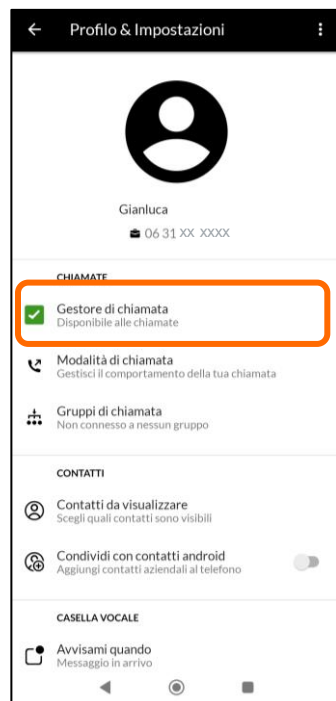 Profilo & Impostazioni
Gianluca
06 31 XX XXXX
CHIAMATE
Gestore di chiamata
Disponibile alle chiamate
Modalità di chiamata
Gestisci il comportamento della tua chiamata
Gruppi di chiamata
Non connesso a nessun gruppo
CONTATTI
Contatti da visualizzare
Scegli quali contatti sono visibili
Condividi con contatti android
Aggiungi contatti aziendali al telefono
CASELLA VOCALE
Avvisami quando
Messaggio in arrivo